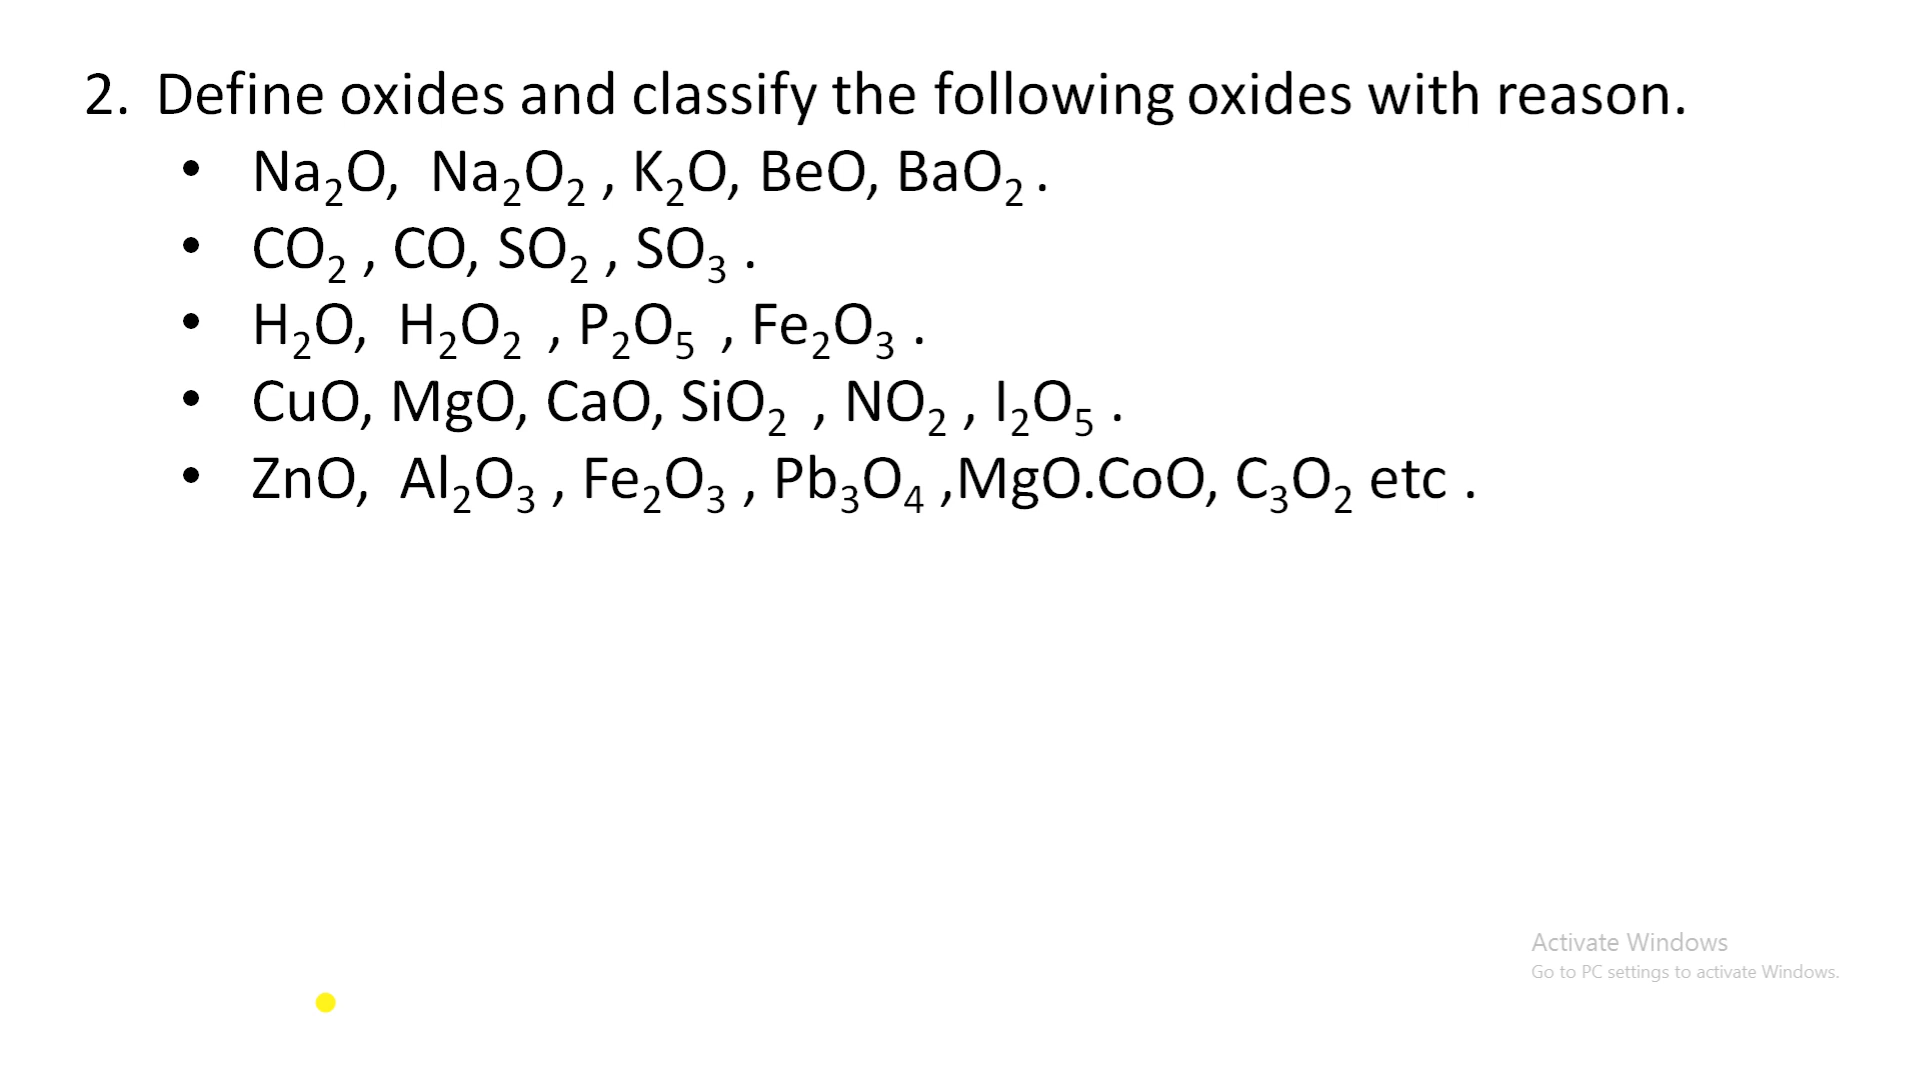 2. Define oxides and classify the following oxides with reason.
• Na₂O, Na₂O₂ , K₂O, BeO, BaO₂ .
• CO₂ , CO, SO₂ , SO₃ .
• H₂O, H₂O₂ , P₂O₅ , Fe₂O₃ .
• CuO, MgO, CaO, SiO₂ , NO₂ , I₂O₅ .
• ZnO, Al₂O₃ , Fe₂O₃ , Pb₃O₄ ,MgO.CoO, C₃O₂ etc .
Activate Windows
Go to PC settings to activate Windows.